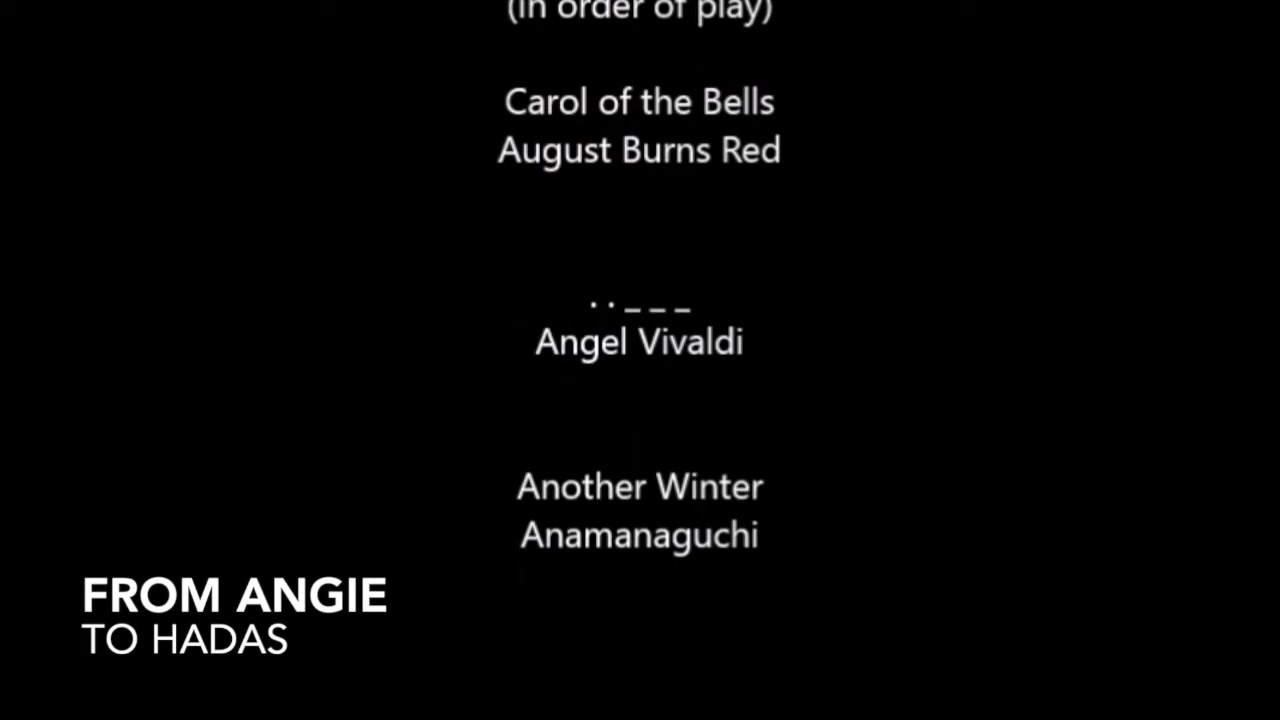 (in order of play)
Carol of the Bells
August Burns Red
. . _ _ _
Angel Vivaldi
Another Winter
Anamanaguchi
FROM ANGIE
TO HADAS